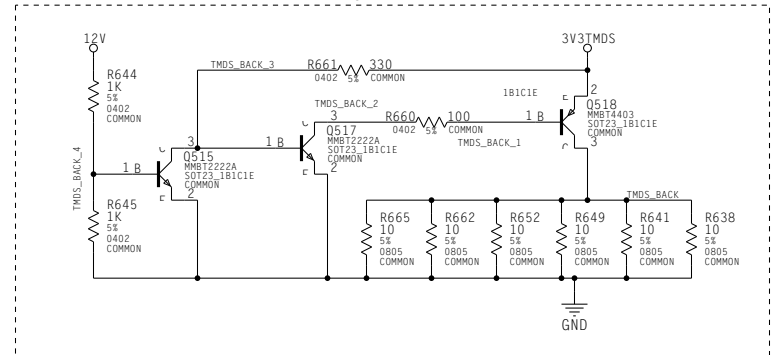 12V
3V3TMDS
TMDS_BACK_3
R661
330
0402
5%
COMMON
R644
1K
5%
0402
COMMON
TMDS_BACK_2
3
R660
100
0402
5%
COMMON
TMDS_BACK_1
1B1C1E
E
2
1 B
Q518
MMBT4403
SOT23_1B1C1E
COMMON
C
3
C
3
1 B
Q515
MMBT2222A
SOT23_1B1C1E
COMMON
E
2
C
1 B
Q517
MMBT2222A
SOT23_1B1C1E
COMMON
E
2
TMDS_BACK_4
R645
1K
5%
0402
COMMON
TMDS_BACK
R665
10
5%
0805
COMMON
R662
10
5%
0805
COMMON
R652
10
5%
0805
COMMON
R649
10
5%
0805
COMMON
R641
10
5%
0805
COMMON
R638
10
5%
0805
COMMON
GND